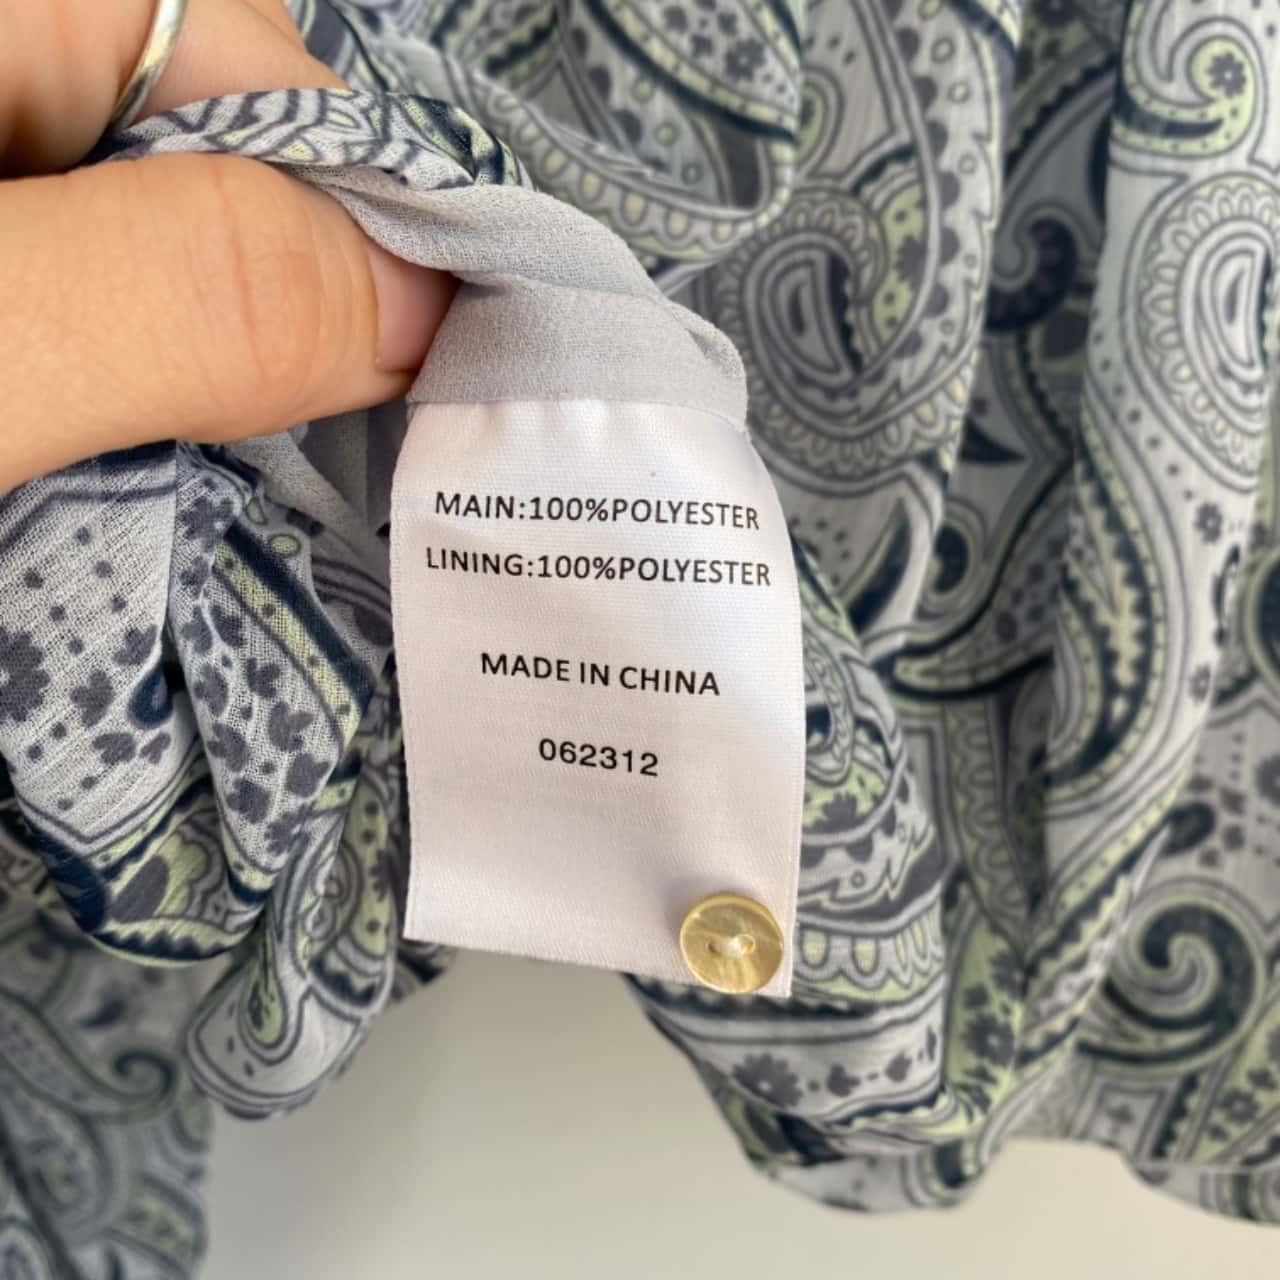 MAIN:100%POLYESTER
LINING:100%POLYESTER
MADE IN CHINA
062312